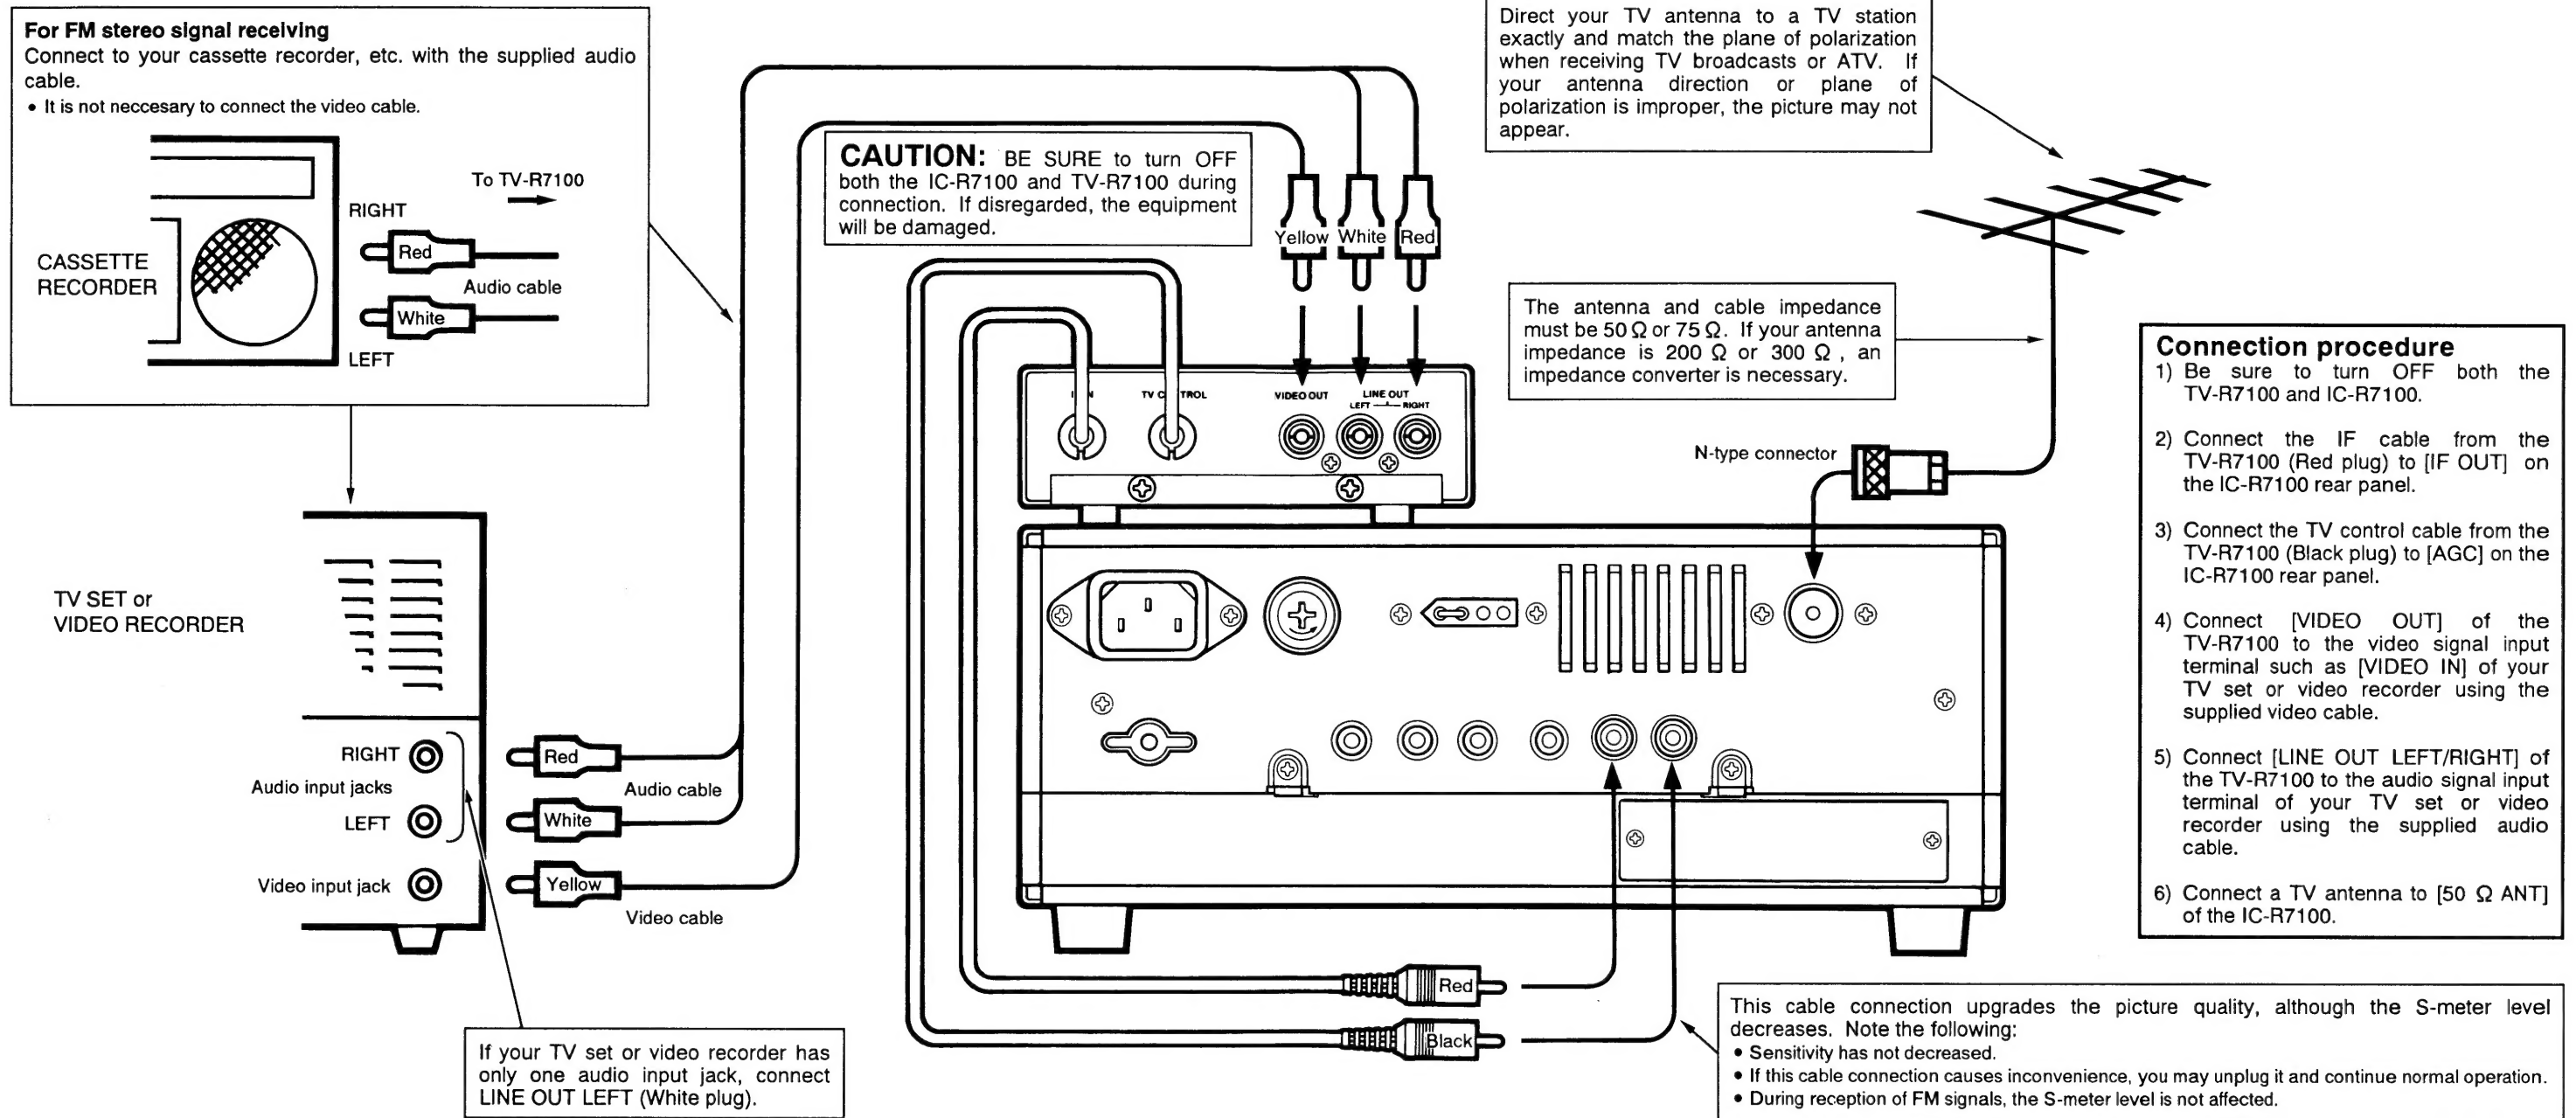 For FM stereo signal receiving
Connect to your cassette recorder, etc. with the supplied audio
cable.
• It is not neccesary to connect the video cable.
To TV-R7100
RIGHT
Red
CASSETTE
RECORDER
Audio cable
White
LEFT
CAUTION: BE SURE to turn OFF
both the IC-R7100 and TV-R7100 during
connection. If disregarded, the equipment
will be damaged.
Yellow White Red
Direct your TV antenna to a TV station
exactly and match the plane of polarization
when receiving TV broadcasts or ATV. If
your antenna direction or plane of
polarization is improper, the picture may not
appear.
The antenna and cable impedance
must be 50 Ω or 75 Ω. If your antenna
impedance is 200 Ω or 300 Ω , an
impedance converter is necessary.
VIDEO OUT
LINE OUT
LEFT RIGHT
TV
N-type connector
TV SET or
VIDEO RECORDER
RIGHT
Audio input jacks
LEFT
Video input jack
Red
Audio cable
White
Yellow
Video cable
If your TV set or video recorder has
only one audio input jack, connect
LINE OUT LEFT (White plug).
Red
Black
Connection procedure
1) Be sure to turn OFF both the
TV-R7100 and IC-R7100.
2) Connect the IF cable from the
TV-R7100 (Red plug) to [IF OUT] on
the IC-R7100 rear panel.
3) Connect the TV control cable from the
TV-R7100 (Black plug) to [AGC] on the
IC-R7100 rear panel.
4) Connect [VIDEO OUT] of the
TV-R7100 to the video signal input
terminal such as [VIDEO IN] of your
TV set or video recorder using the
supplied video cable.
5) Connect [LINE OUT LEFT/RIGHT] of
the TV-R7100 to the audio signal input
terminal of your TV set or video
recorder using the supplied audio
cable.
6) Connect a TV antenna to [50 Ω ANT]
of the IC-R7100.
This cable connection upgrades the picture quality, although the S-meter level
decreases. Note the following:
• Sensitivity has not decreased.
• If this cable connection causes inconvenience, you may unplug it and continue normal operation.
• During reception of FM signals, the S-meter level is not affected.